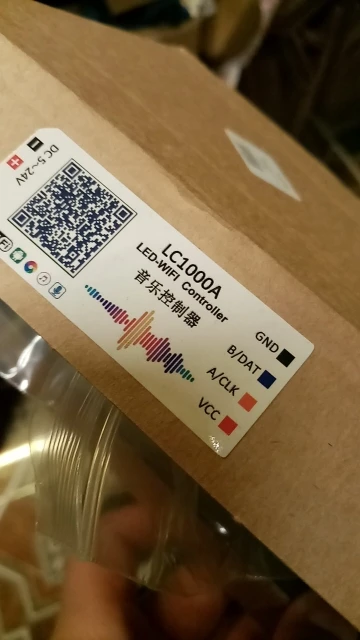 DC 5~24V
LC1000A
LED-WIFI Controller
音乐控制器
GND
B/DAT
A/CLK
VCC